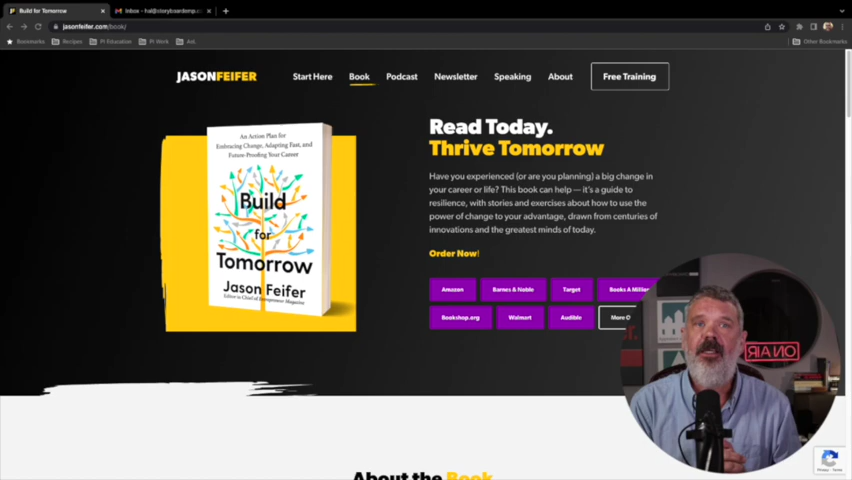 Build for Tomorrow
jasonfeifer.com/book/
Bookmarks
Recipes
PI Education
PI Work
Other Bookmarks
JASONFEIFER
Start Here
Book
Podcast
Newsletter
Speaking
About
Free Training
An Action Plan for
Embracing Change, Adapting Fast, and
Future-Proofing Your Career
Build
for
Tomorrow
Jason Feifer
Editor in Chief of Entrepreneur Magazine
Read Today.
Thrive Tomorrow
Have you experienced (or are you planning) a big change in
your career or life? This book can help — it's a guide to
resilience, with stories and exercises about how to use the
power of change to your advantage, drawn from centuries of
innovations and the greatest minds of today.
Order Now!
Amazon
Barnes & Noble
Target
Books A Million
Bookshop.org
Walmart
Audible
More O
ON AIR
About the Book
Privacy - Terms